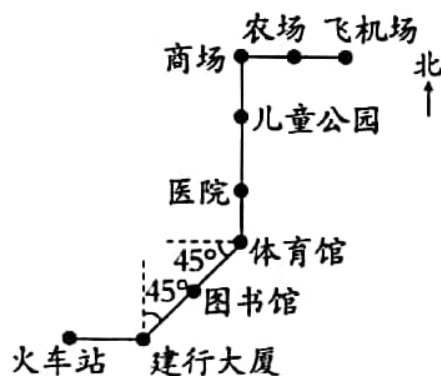 农场 飞机场
商场
北
儿童公园
医院
45° 体育馆
45° 图书馆
火车站 建行大厦